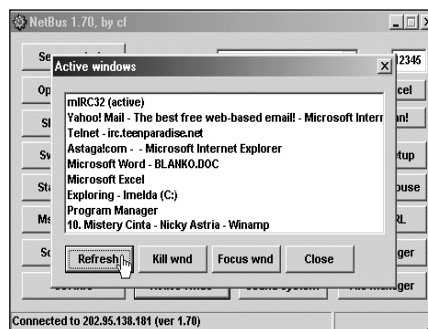 NetBus 1.70, by cf
12345
Active windows
mIRC32 (active)
Yahoo! Mail - The best free web-based email! - Microsoft Interr
Telnet - irc.teenparadise.net
Astaga!com - - Microsoft Internet Explorer
Microsoft Word - BLANKO.DOC
Microsoft Excel
Exploring - Imelda (C:)
Program Manager
10. Mistery Cinta - Nicky Astria - Winamp
Refresh
Kill wnd
Focus wnd
Close
Connected to 202.95.138.181 (ver 1.70)